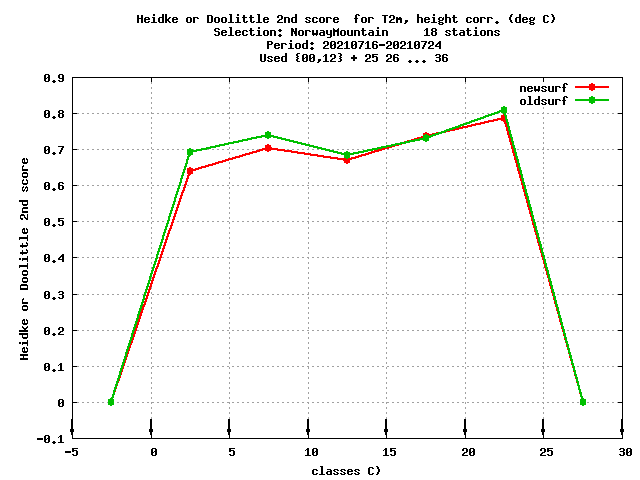 Heidke or Doolittle 2nd score  for T2m, height corr. (deg C)
Selection: NorwayMountain     18 stations
Period: 20210716-20210724
Used {00,12} + 25 26 ... 36
newsurf
oldsurf
Heidke or Doolittle 2nd score
0.9
0.8
0.7
0.6
0.5
0.4
0.3
0.2
0.1
0
-0.1
-5 0 5 10 15 20 25 30
classes C)